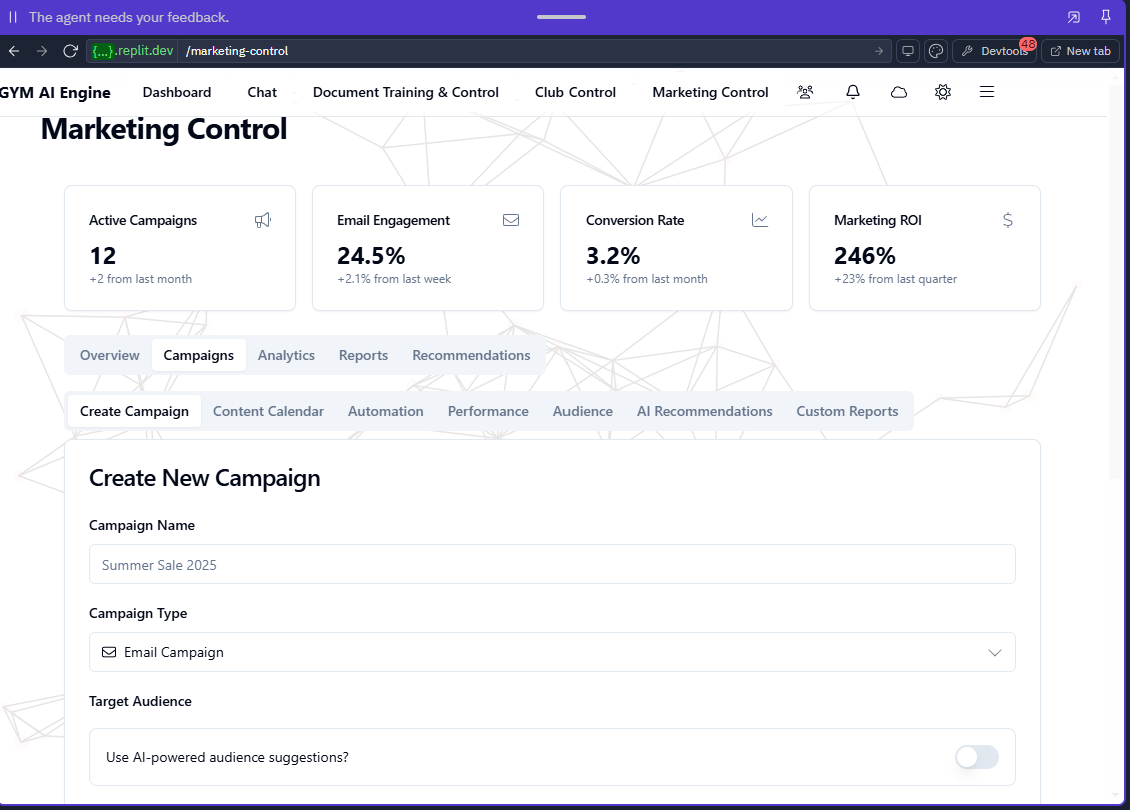 The agent needs your feedback.
{...}.replit.dev /marketing-control
Devtools 48 New tab
GYM AI Engine Dashboard Chat Document Training & Control Club Control Marketing Control
Marketing Control
Active Campaigns
12
+2 from last month
Email Engagement
24.5%
+2.1% from last week
Conversion Rate
3.2%
+0.3% from last month
Marketing ROI
$
246%
+23% from last quarter
Overview Campaigns Analytics Reports Recommendations
Create Campaign Content Calendar Automation Performance Audience AI Recommendations Custom Reports
Create New Campaign
Campaign Name
Summer Sale 2025
Campaign Type
Email Campaign
Target Audience
Use AI-powered audience suggestions?